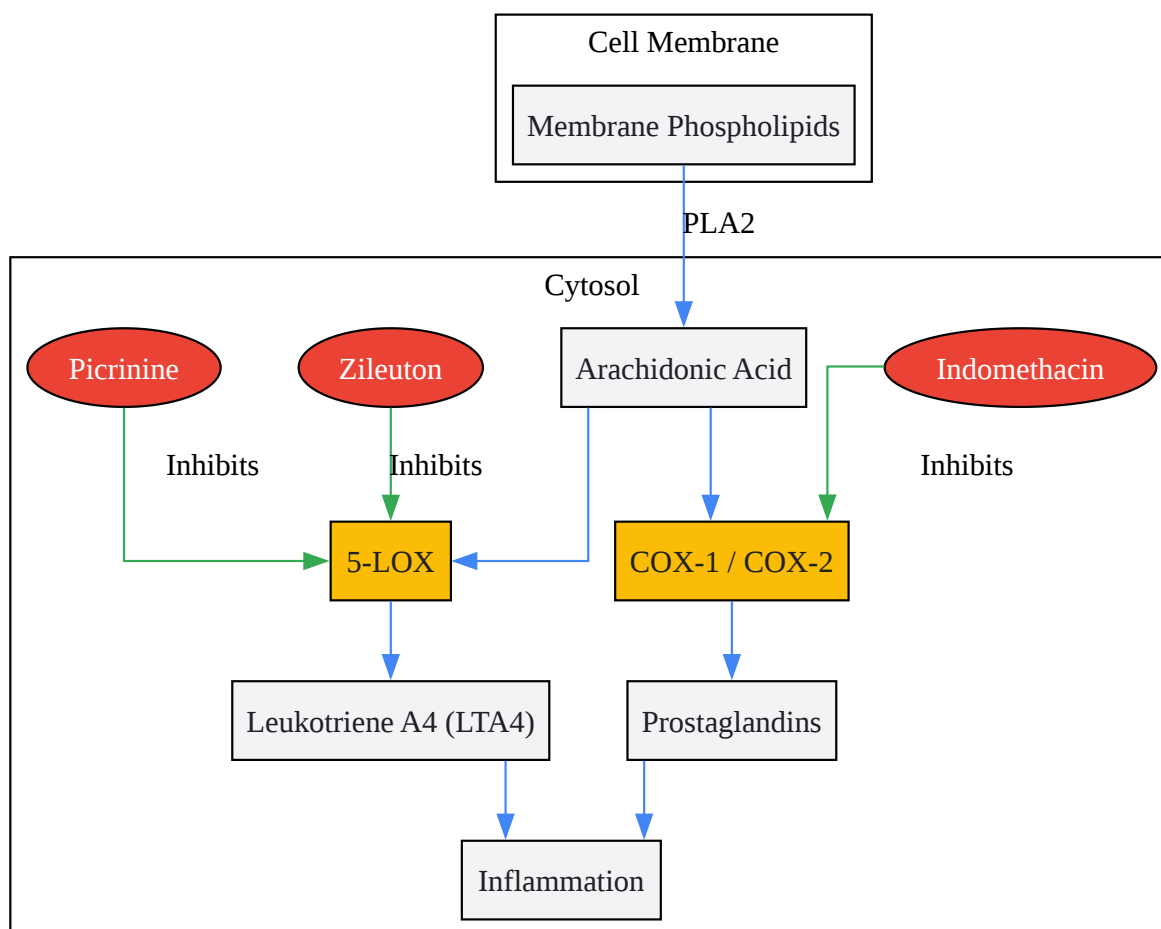 Cell Membrane
Membrane Phospholipids
PLA2
Cytosol
Picrinine
Zileuton
Arachidonic Acid
Indomethacin
Inhibits
Inhibits
Inhibits
5-LOX
COX-1 / COX-2
Leukotriene A4 (LTA4)
Prostaglandins
Inflammation